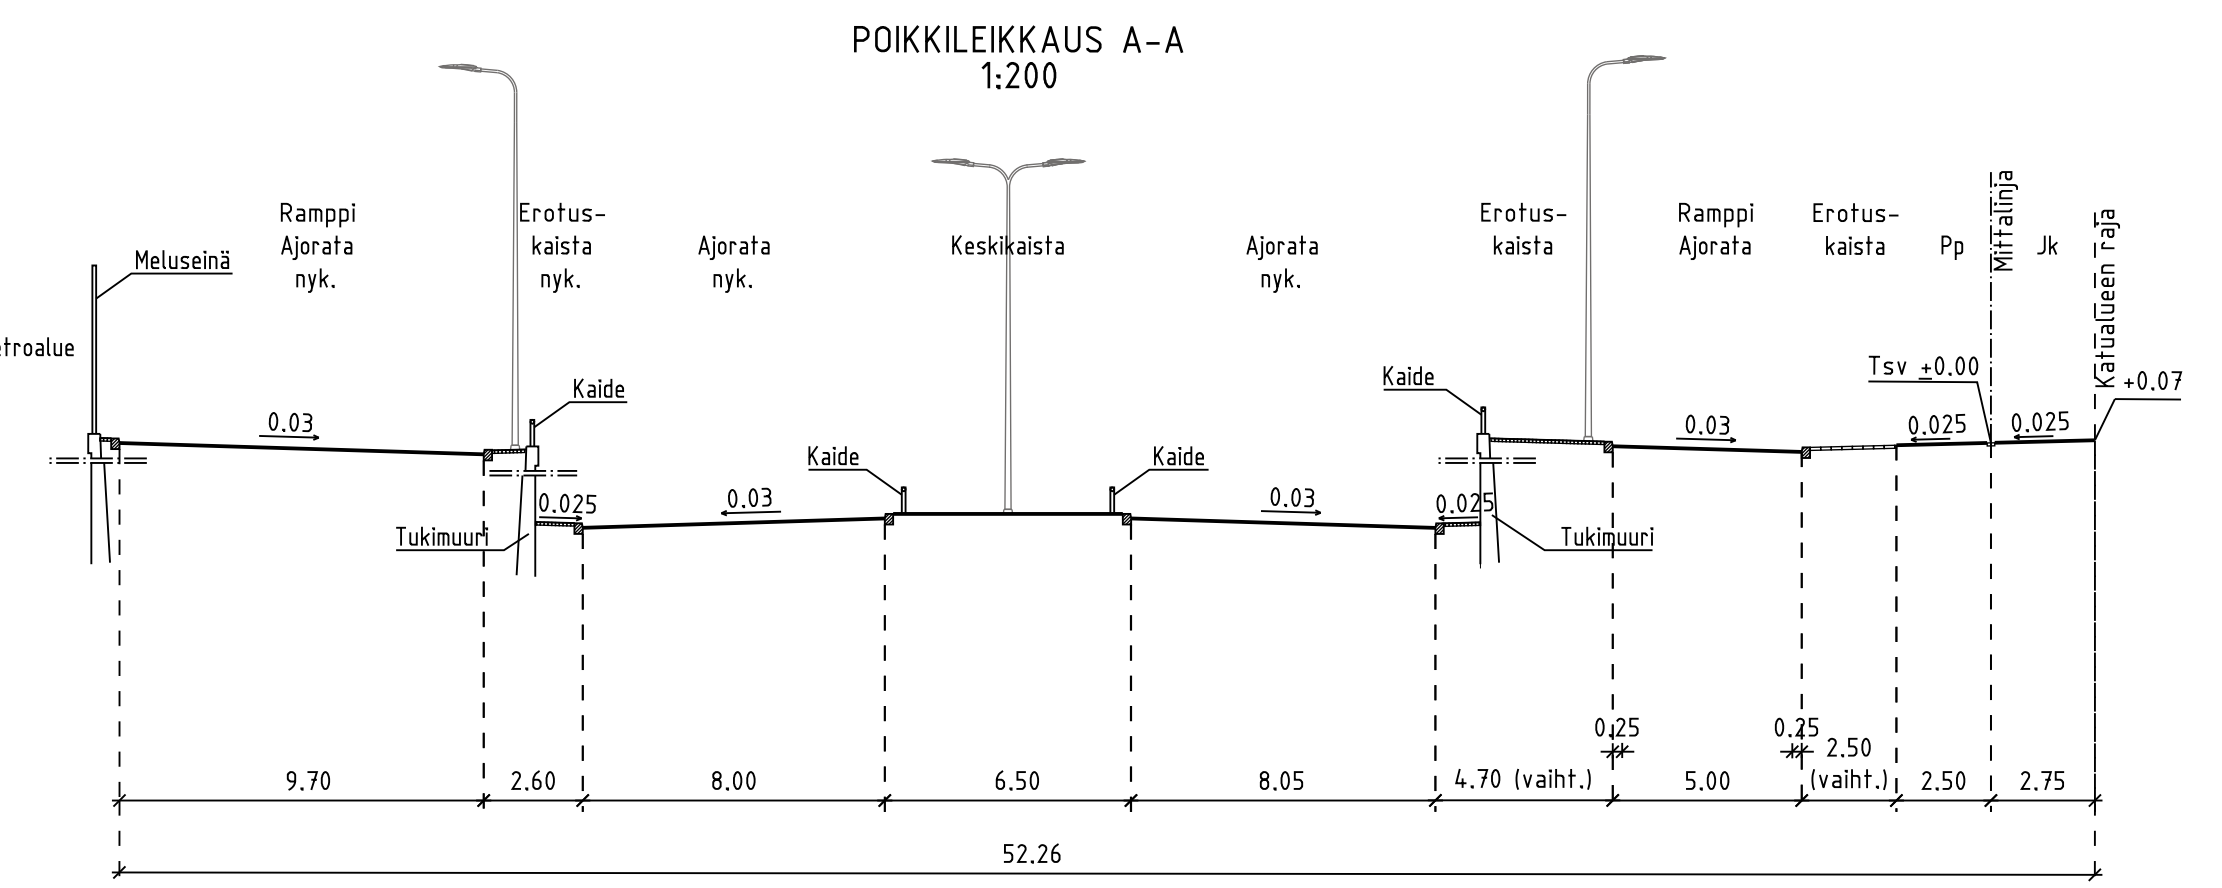 POIKKILEIKKAUS A-A
1:200
Ramppi
Ajorata
nyk.
Erotus-
kaista
nyk.
Ajorata
nyk.
Keskikaista
Ajorata
nyk.
Erotus-
kaista
Ramppi
Ajorata
Erotus-
kaista
Pp
Mittalinja
Jk
Katualueen raja
Meluseinä
etroalue
Kaide
Kaide
Tsv ±0.00
+0.07
0.03
0.03
0.025
0.025
Kaide
Kaide
0.025
0.03
0.03
0.025
Tukimuuri
Tukimuuri
0.25
0.25
9.70
2.60
8.00
6.50
8.05
4.70 (vaiht.)
5.00
2.50
(vaiht.)
2.50
2.75
52.26